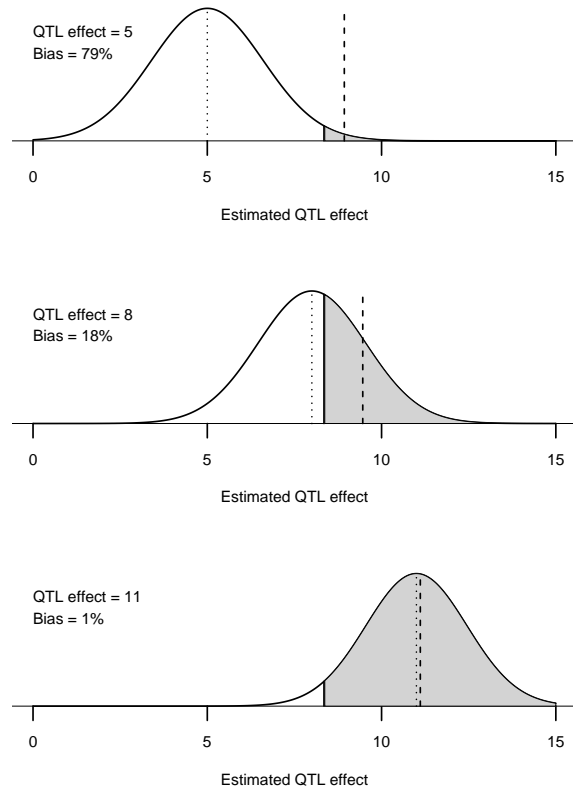 QTL effect = 5
Bias = 79%
0 5 10 15
Estimated QTL effect
QTL effect = 8
Bias = 18%
0 5 10 15
Estimated QTL effect
QTL effect = 11
Bias = 1%
0 5 10 15
Estimated QTL effect